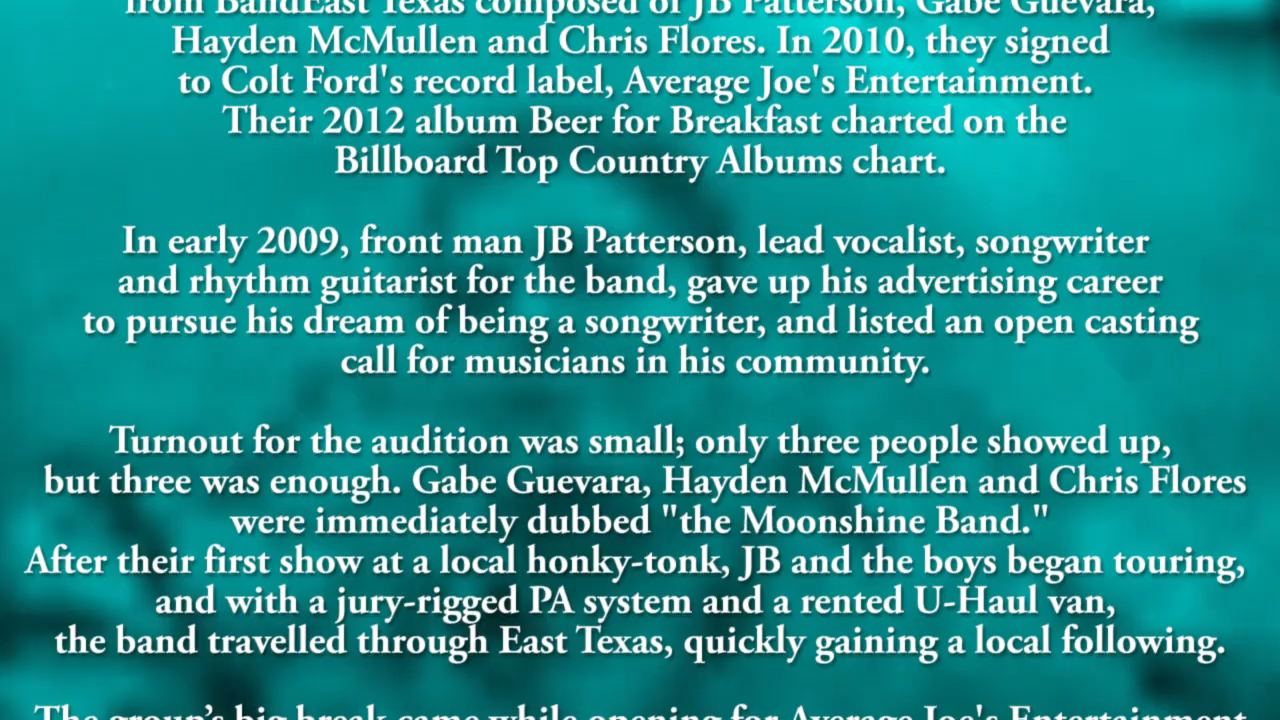 from BandEast Texas composed of JB Patterson, Gabe Guevara,
Hayden McMullen and Chris Flores. In 2010, they signed
to Colt Ford's record label, Average Joe's Entertainment.
Their 2012 album Beer for Breakfast charted on the
Billboard Top Country Albums chart.
In early 2009, front man JB Patterson, lead vocalist, songwriter
and rhythm guitarist for the band, gave up his advertising career
to pursue his dream of being a songwriter, and listed an open casting
call for musicians in his community.
Turnout for the audition was small; only three people showed up,
but three was enough. Gabe Guevara, Hayden McMullen and Chris Flores
were immediately dubbed "the Moonshine Band."
After their first show at a local honky-tonk, JB and the boys began touring,
and with a jury-rigged PA system and a rented U-Haul van,
the band travelled through East Texas, quickly gaining a local following.
The group’s big break came while opening for Average Joe's Entertainment